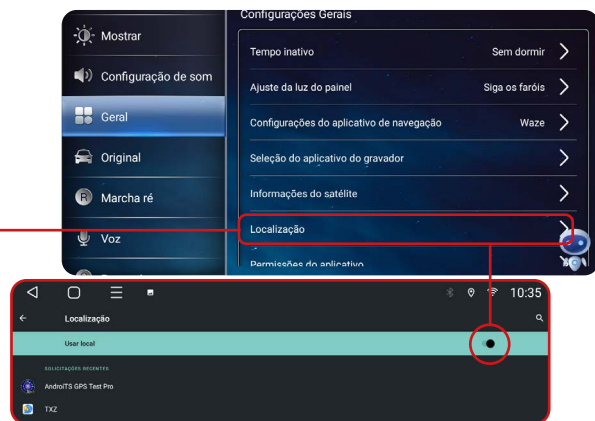 Configurações Gerais
Mostrar
Tempo inativo Sem dormir
Configuração de som
Ajuste da luz do painel Siga os faróis
Geral
Configurações do aplicativo de navegação Waze
Original
Seleção do aplicativo do gravador
R Marcha ré
Informações do satélite
Localização
Voz
Permissões do aplicativo
10:35
Localização
Usar local
SOLICITAÇÕES RECENTES
AndroiTS GPS Test Pro
TXZ